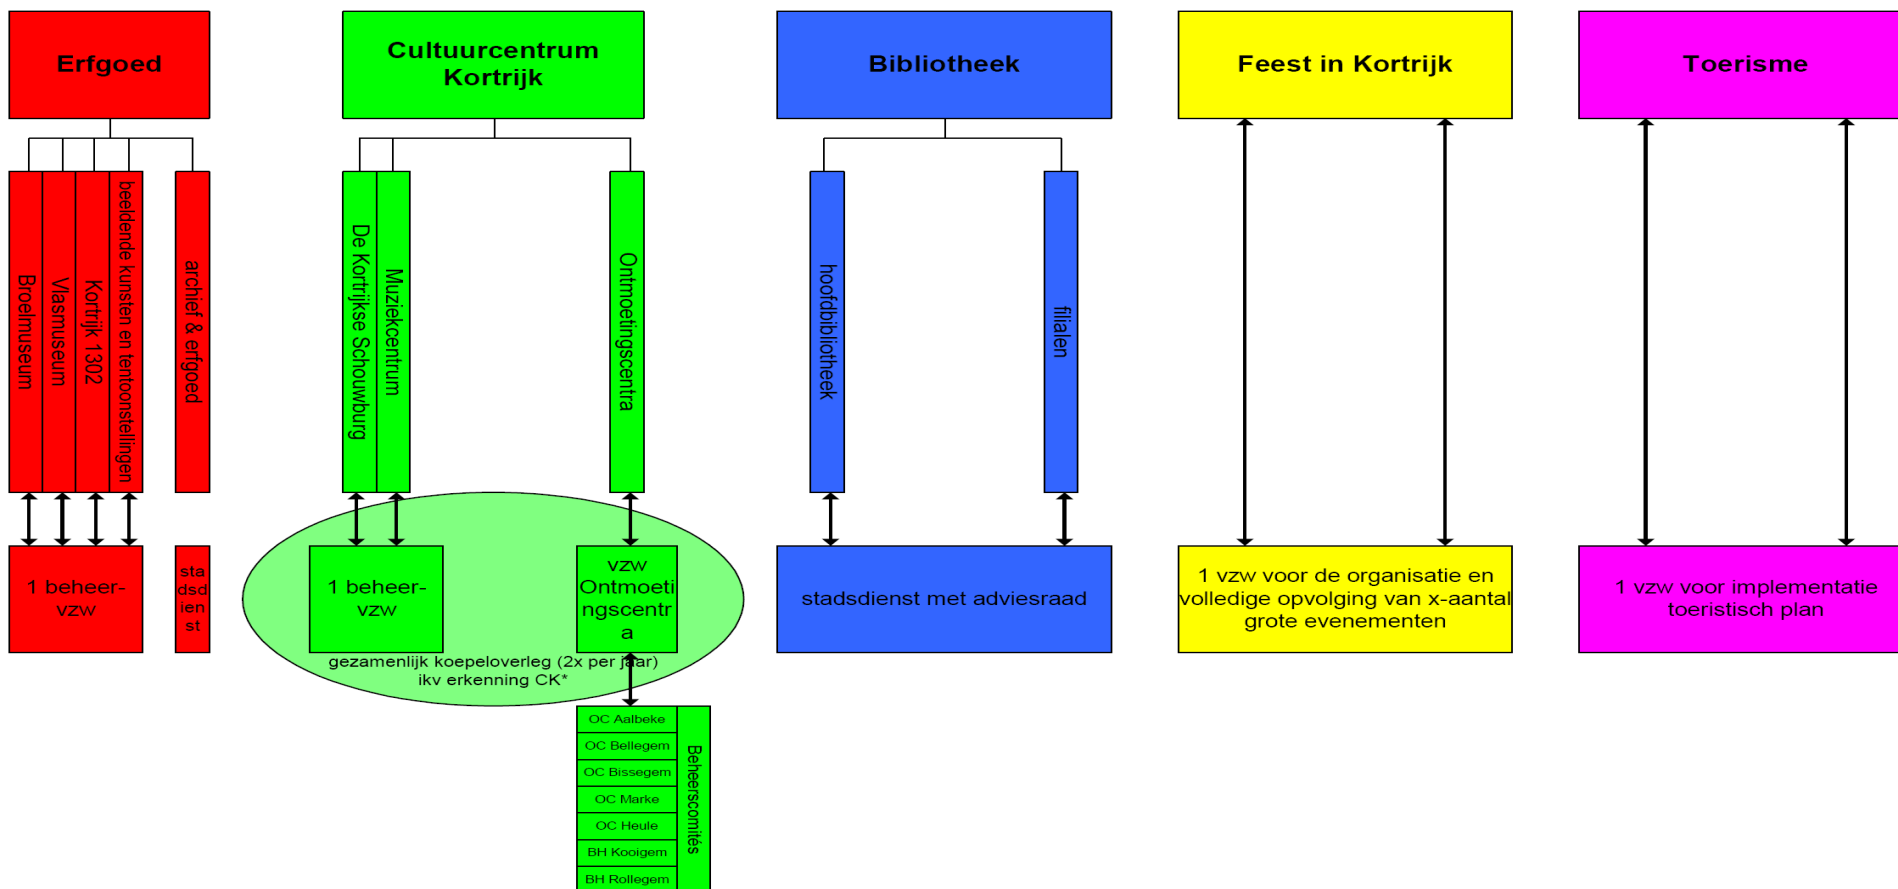 Erfgoed
Cultuurcentrum
Kortrijk
Bibliotheek
Feest in Kortrijk
Toerisme
Broelmuseum
Vlasmuseum
Kortrijk 1302
beeldende kunsten en tentoonstellingen
archief & erfgoed
De Kortrijkse Schouwburg
Muziekcentrum
Ontmoetingscentra
hoofdbibliotheek
filialen
1 beheer-
vzw
sta
dsd
ien
st
1 beheer-
vzw
vzw
Ontmoeti
ngscentr
a
gezamenlijk koepeloverleg (2x per jaar)
ikv erkenning CK*
stadsdienst met adviesraad
1 vzw voor de organisatie en
volledige opvolging van x-aantal
grote evenementen
1 vzw voor implementatie
toeristisch plan
OC Aalbeke
OC Bellegem
OC Bissegem
OC Marke
OC Heule
BH Kooigem
BH Rollegem
Beheerscomités